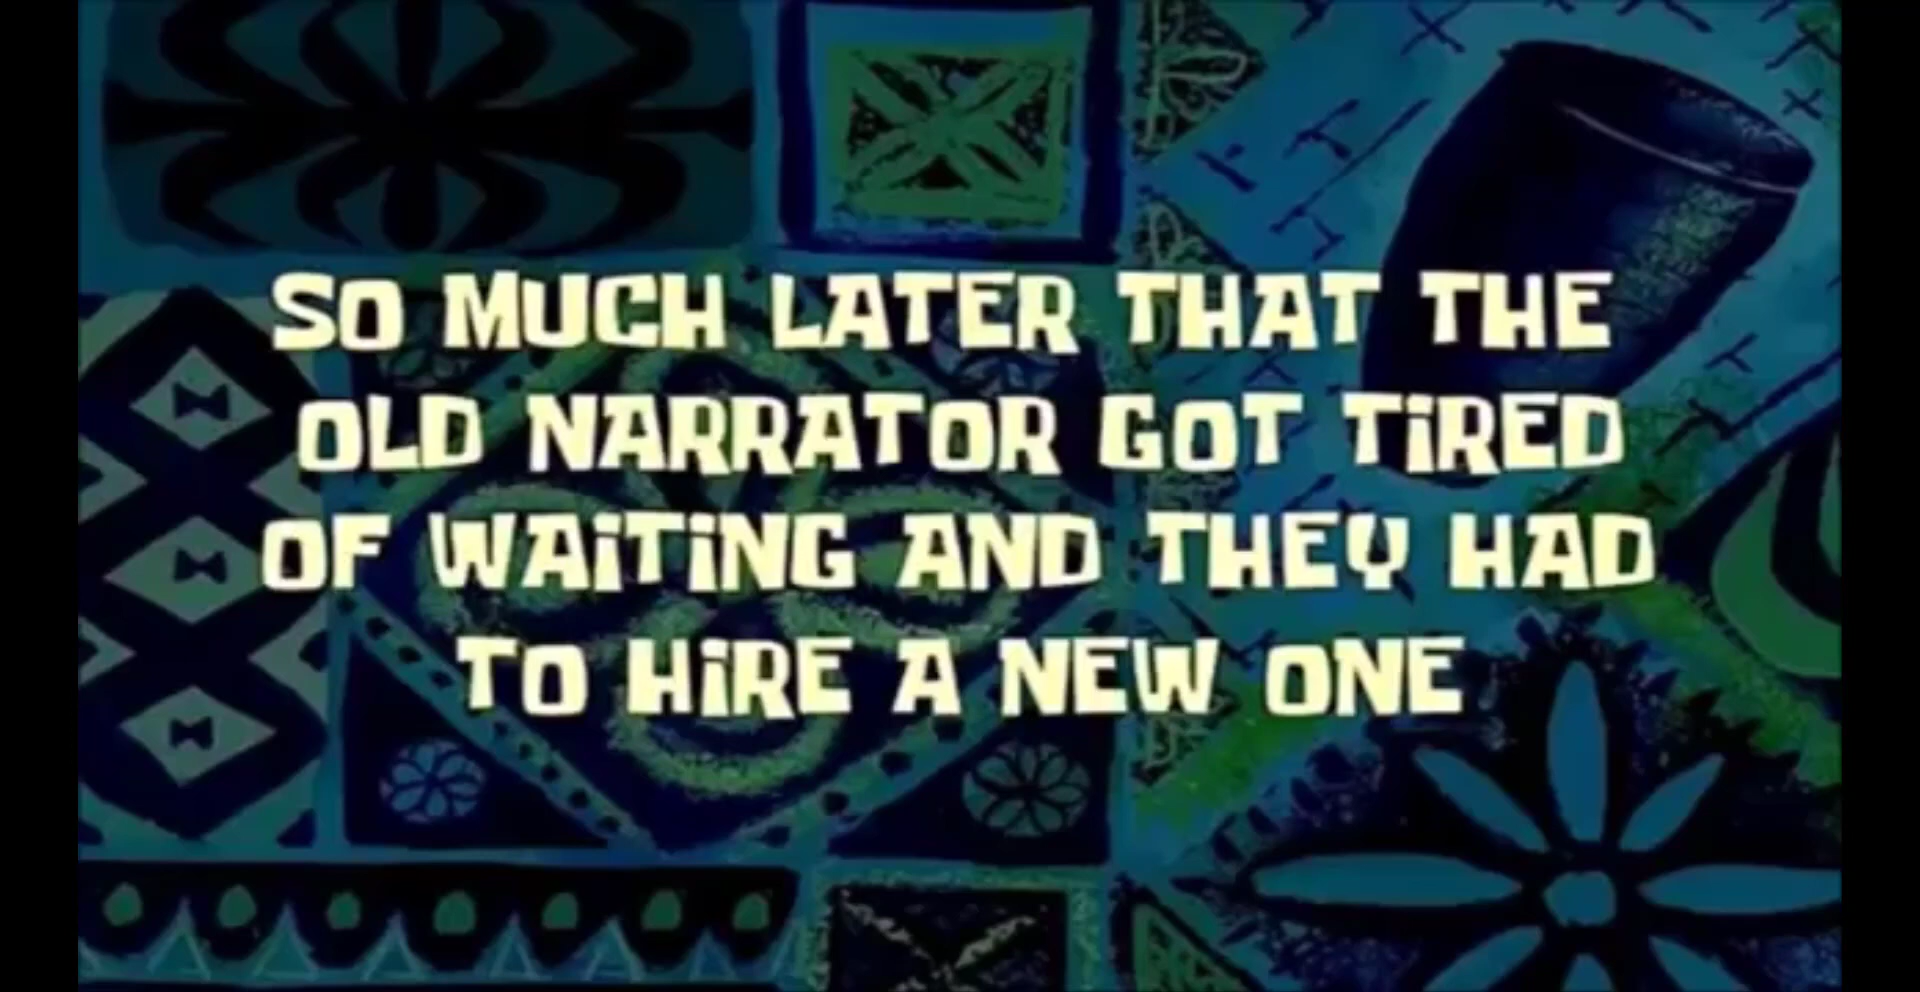 SO MUCH LATER THAT THE
OLD NARRATOR GOT TiRED
OF WAiTiNG AND THEY HAD
TO HiRE A NEW ONE